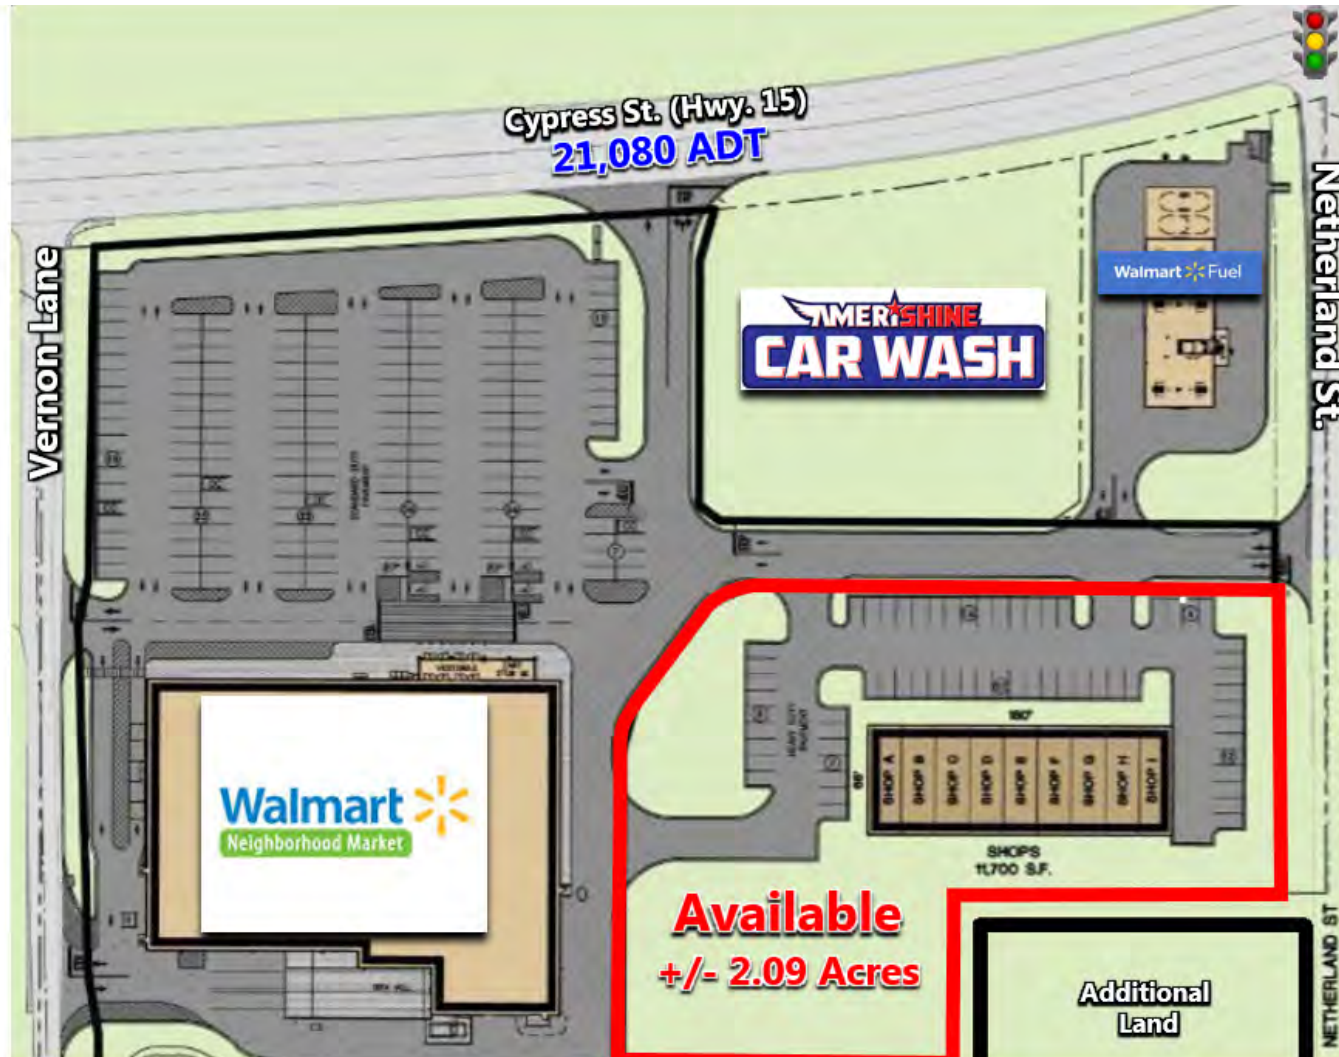 Cypress St. (Hwy. 15)
21,080 ADT
Vernon Lane
Netherland St.
Walmart Fuel
AMERISHINE
CAR WASH
Walmart
Neighborhood Market
180'
SHOP A
SHOP B
SHOP C
SHOP D
SHOP E
SHOP F
SHOP G
SHOP H
SHOP I
SHOPS
11,700 S.F.
Available
+/- 2.09 Acres
Additional
Land
NETHERLAND ST